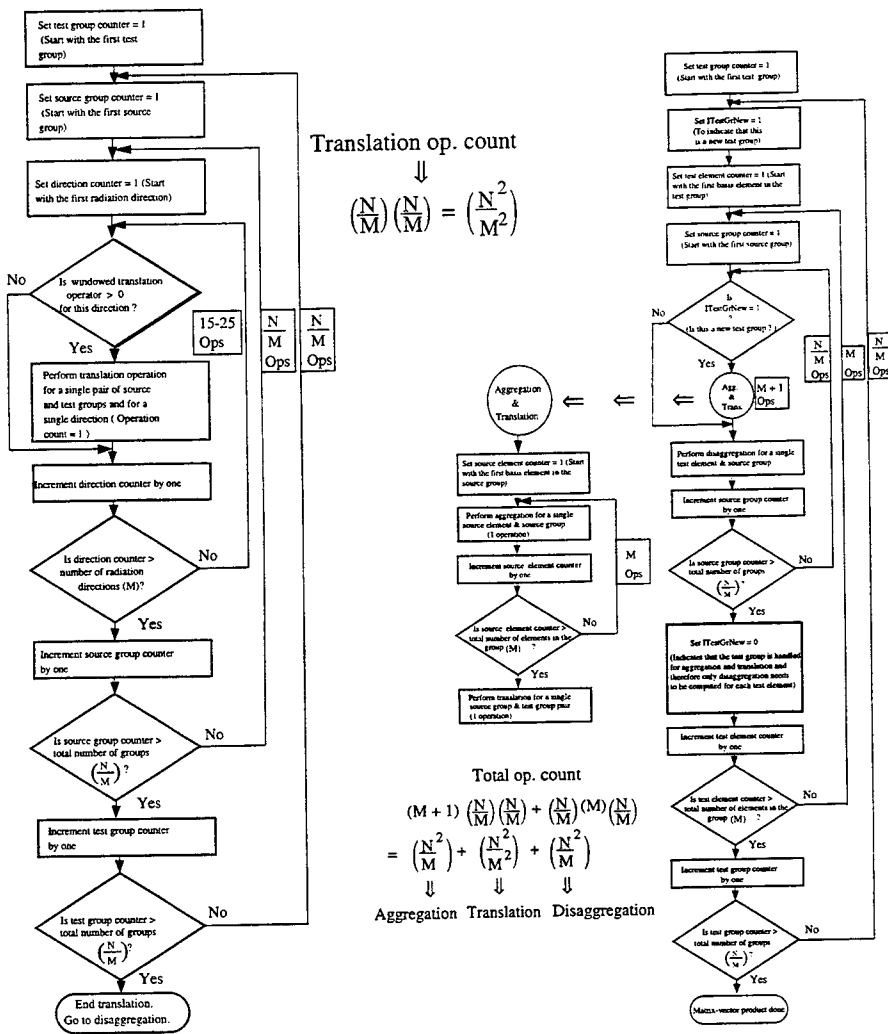 Set test group counter = 1
(Start with the first test
group)
Set source group counter = 1
(Start with the first source
group)
Set direction counter = 1 (Start
with the first radiation direction)
No
Is windowed translation
operator > 0
for this direction ?
Yes
15-25
Ops
N
M
Ops
N
M
Ops
Perform translation operation
for a single pair of source
and test groups and for a
single direction ( Operation
count = 1 )
Increment direction counter by one
Is direction counter >
number of radiation
directions (M)?
No
Yes
Increment source group counter
by one
Is source group counter >
total number of groups
(N/M) ?
No
Yes
Increment test group counter
by one
Is test group counter >
total number of groups
(N/M)?
No
Yes
End translation.
Go to disaggregation.
Translation op. count
⇓
(N/M) (N/M) = (N²/M²)
Aggregation
&
Translation
⇐ ⇐ ⇐
Set source element counter = 1 (Start
with the first basis element in the
source group)
Perform aggregation for a single
source element & source group
(1 operation)
Increment source element counter
by one
M
Ops
Is source element counter >
total number of elements in the
group (M) ?
No
Yes
Perform translation for a single
source group & test group pair
(1 operation)
Total op. count
(M + 1) (N/M)(N/M) + (N/M)(M)(N/M)
= (N²/M) + (N²/M²) + (N²/M)
⇓ ⇓ ⇓
Aggregation Translation Disaggregation
Set test group counter = 1
(Start with the first test group)
Set ITestGrNew = 1
(To indicate that this
is a new test group)
Set test element counter = 1 (Start
with the first basis element in the
test group)
Set source group counter = 1
(Start with the first source group)
Is
ITestGrNew = 1
?
(Is this a new test group ? )
No
Yes
Agg.
&
Trans.
M + 1
Ops
N
M
Ops
M
Ops
N
M
Ops
Perform disaggregation for a single
test element & source group
Increment source group counter
by one
Is source group counter >
total number of groups
(N/M) ?
No
Yes
Set ITestGrNew = 0
(Indicates that the test group is handled
for aggregation and translation and
therefore only disaggregation needs
to be computed for each test element)
Increment test element counter
by one
Is test element counter >
total number of elements in the
group (M) ?
No
Yes
Increment test group counter
by one
Is test group counter >
total number of groups
(N/M) ?
No
Yes
Matrix-vector product done